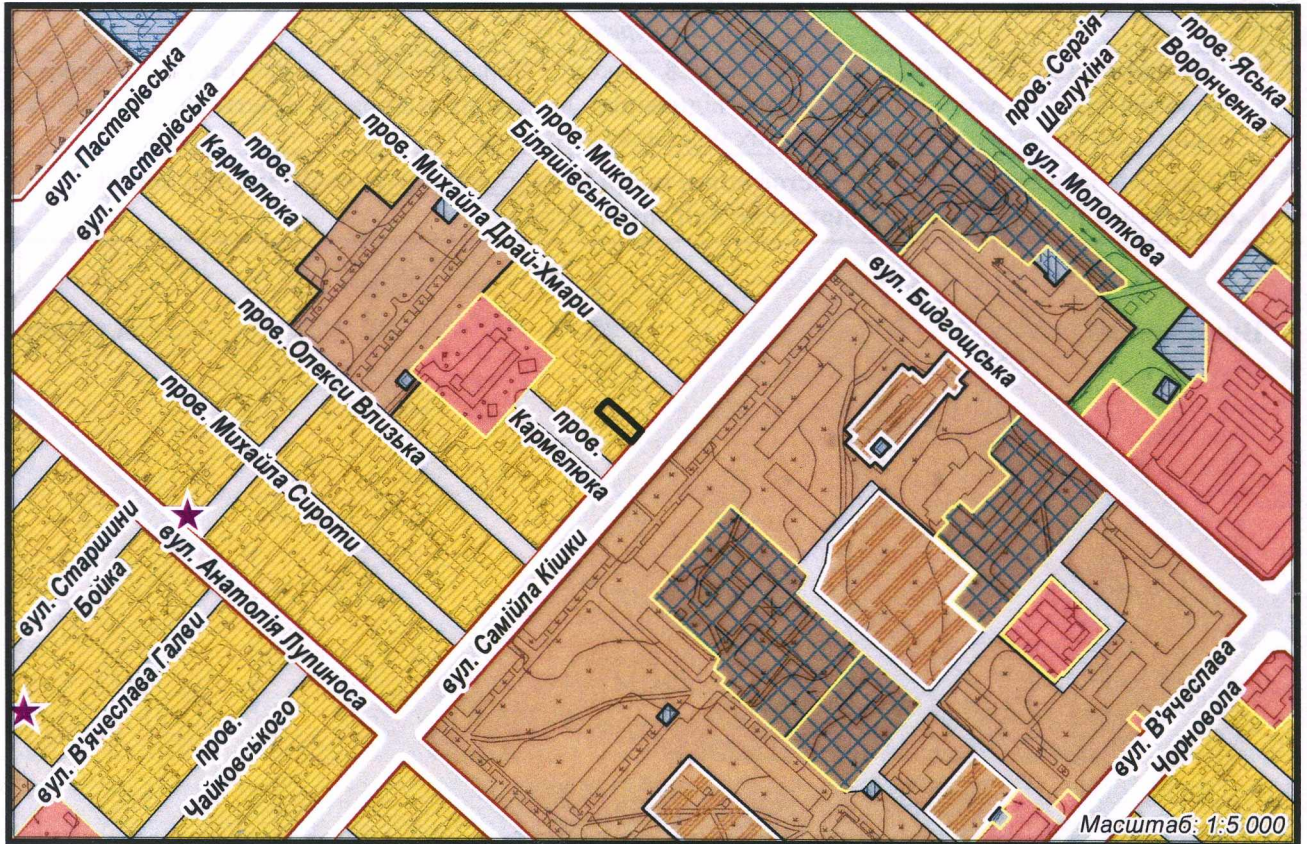 вул. Пастерівська
вул. Пастерівська
пров.
Кармелюка
пров. Михайла Драй-Хмари
пров. Миколи
Біляшівського
пров. Сергія
Шелухіна
пров. Яська
Воронченка
вул. Молоткова
вул. Бидгощська
пров. Олекси Влизька
пров. Михайла Сироти
пров.
Кармелюка
вул. Старшини
Бойка
вул. Анатолія Лупиноса
вул. Самійла Кішки
вул. В'ячеслава Галви
пров.
Чайковського
вул. В'ячеслава
Чорновола
Масштаб: 1:5 000